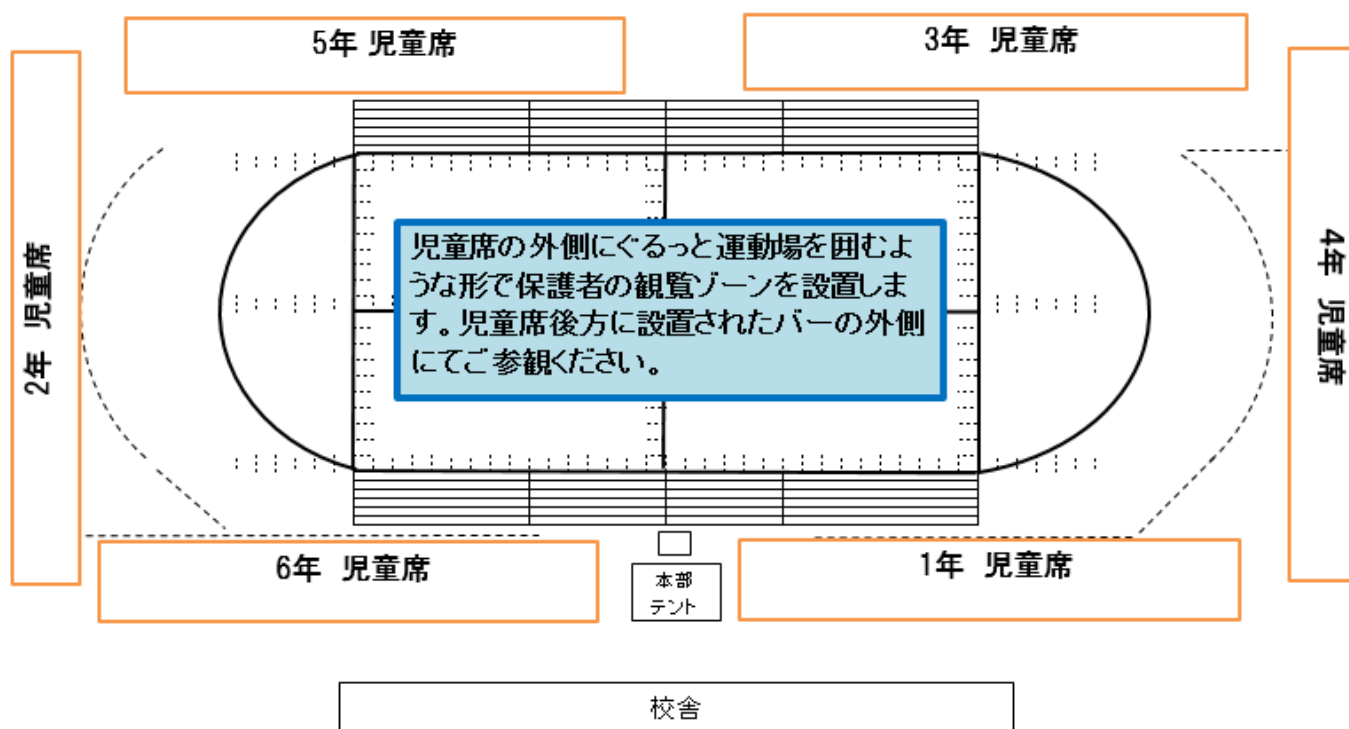 5年 児童席
3年 児童席
2年 児童席
4年 児童席
児童席の外側にぐるっと運動場を囲むよ
うな形で保護者の観覧ゾーンを設置しま
す。児童席後方に設置されたバーの外側
にてご参観ください。
6年 児童席
1年 児童席
本部
テント
校舎